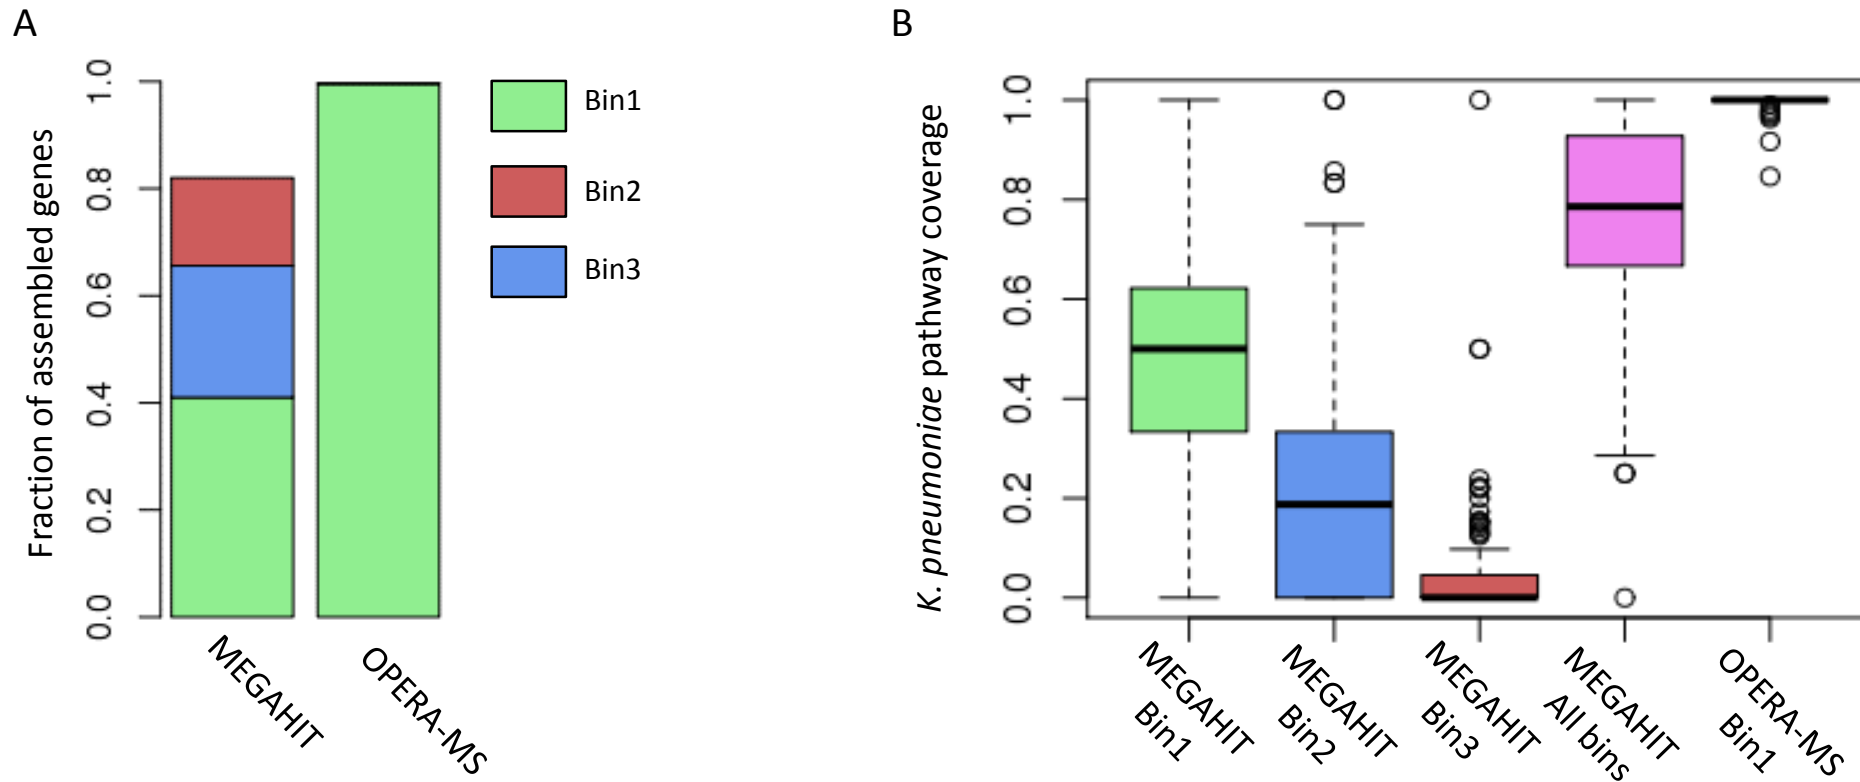 A
Fraction of assembled genes
1.0
0.8
0.6
0.4
0.2
0.0
MEGAHIT
OPERA-MS
Bin1
Bin2
Bin3
B
K. pneumoniae pathway coverage
1.0
0.8
0.6
0.4
0.2
0.0
MEGAHIT
Bin1
MEGAHIT
Bin2
MEGAHIT
Bin3
MEGAHIT
All bins
OPERA-MS
Bin1